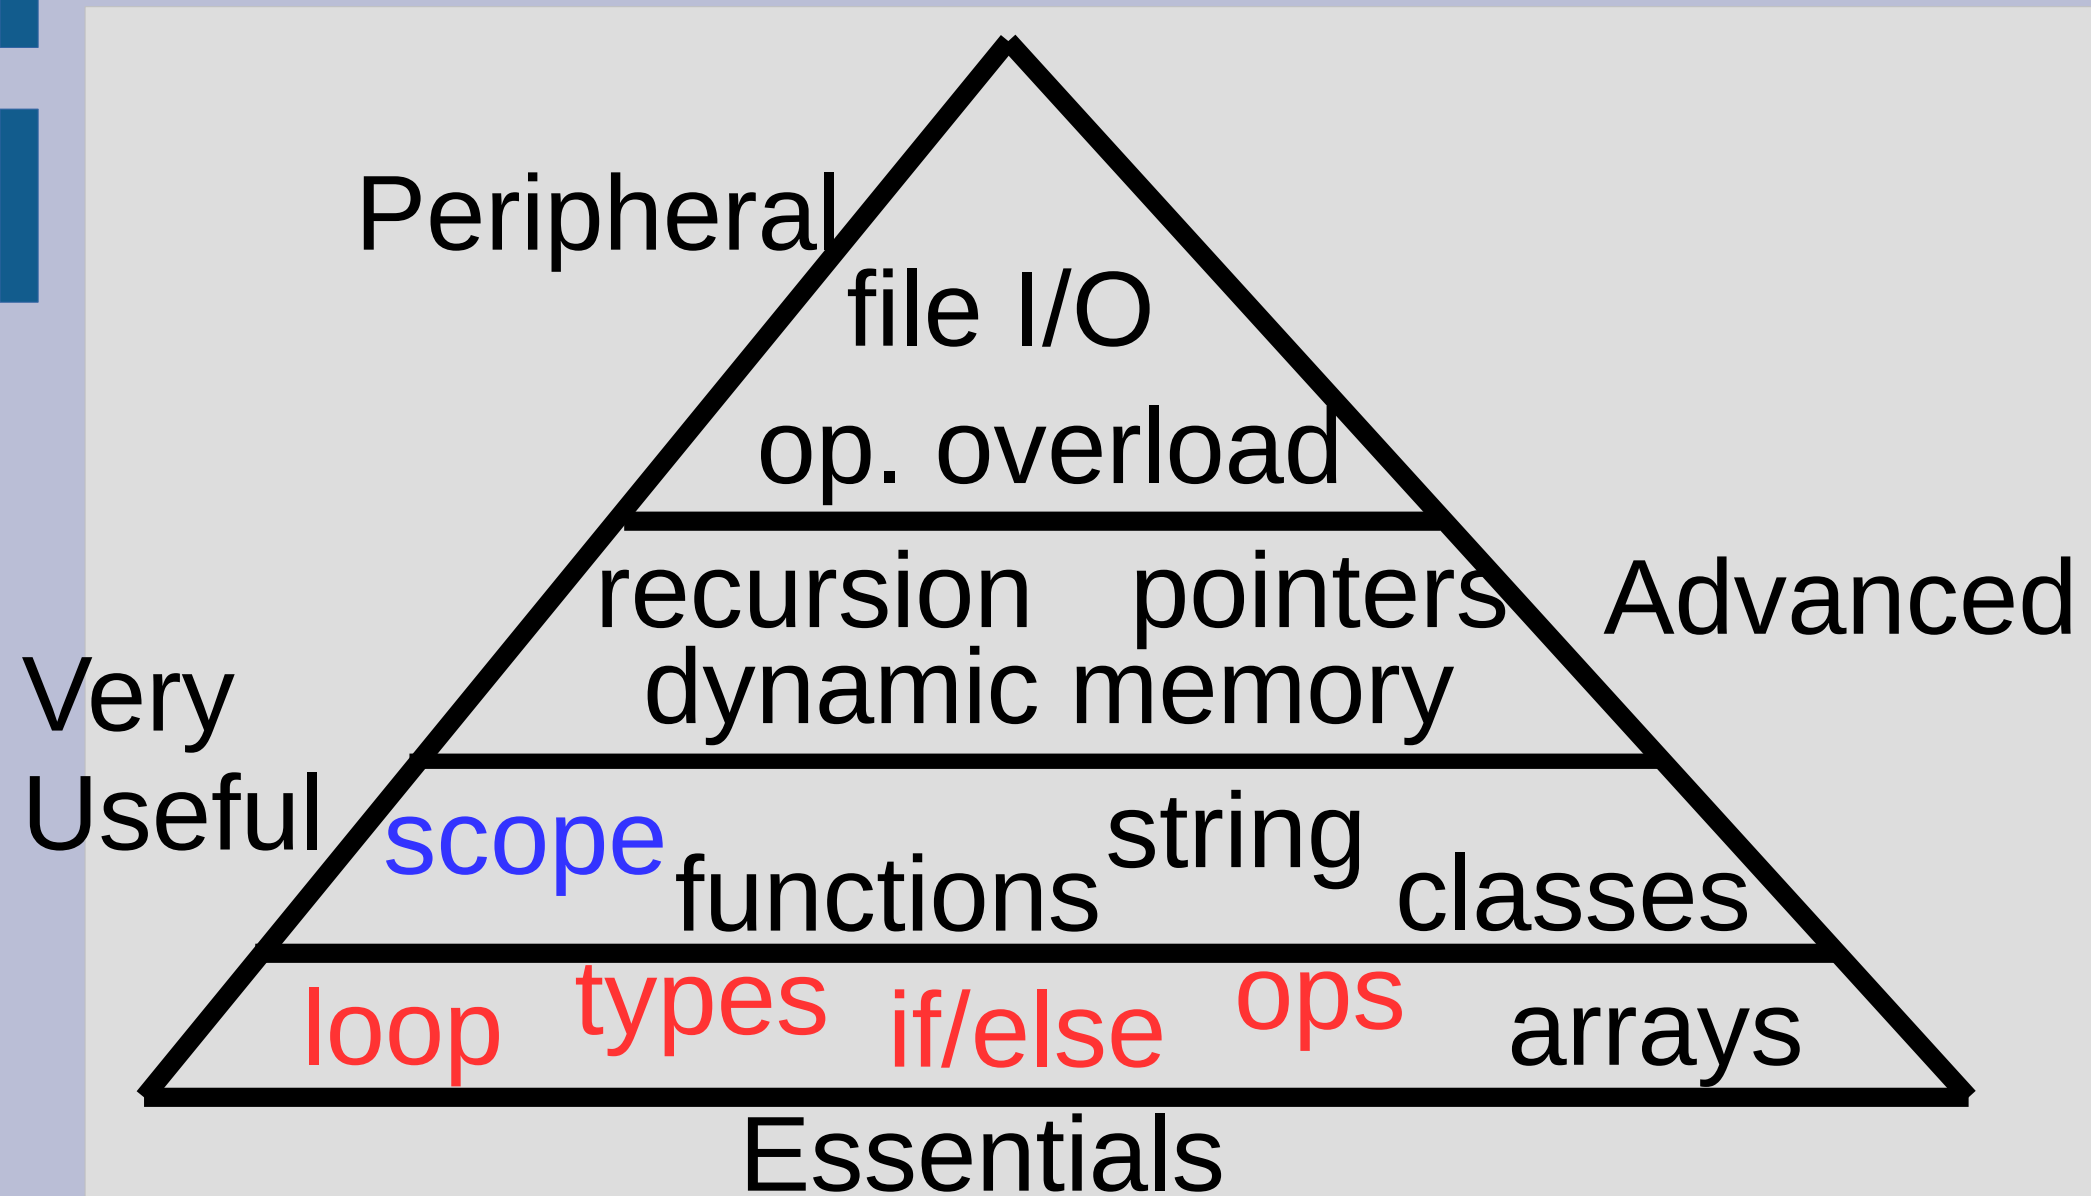 Peripheral
file I/O
op. overload
recursion pointers
Advanced
dynamic memory
Very
Useful
scope
functions
string
classes
loop
types
if/else
ops
arrays
Essentials